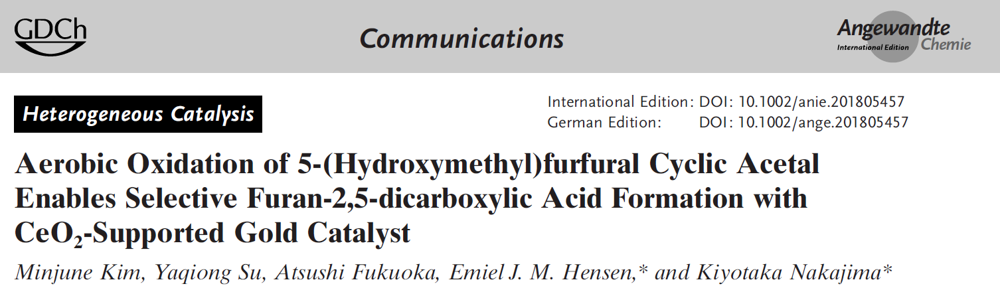 GDCh
Communications
Angewandte
International Edition Chemie
Heterogeneous Catalysis
International Edition: DOI: 10.1002/anie.201805457
German Edition: DOI: 10.1002/ange.201805457
Aerobic Oxidation of 5-(Hydroxymethyl)furfural Cyclic Acetal
Enables Selective Furan-2,5-dicarboxylic Acid Formation with
CeO₂-Supported Gold Catalyst
Minjune Kim, Yaqiong Su, Atsushi Fukuoka, Emiel J. M. Hensen,* and Kiyotaka Nakajima*